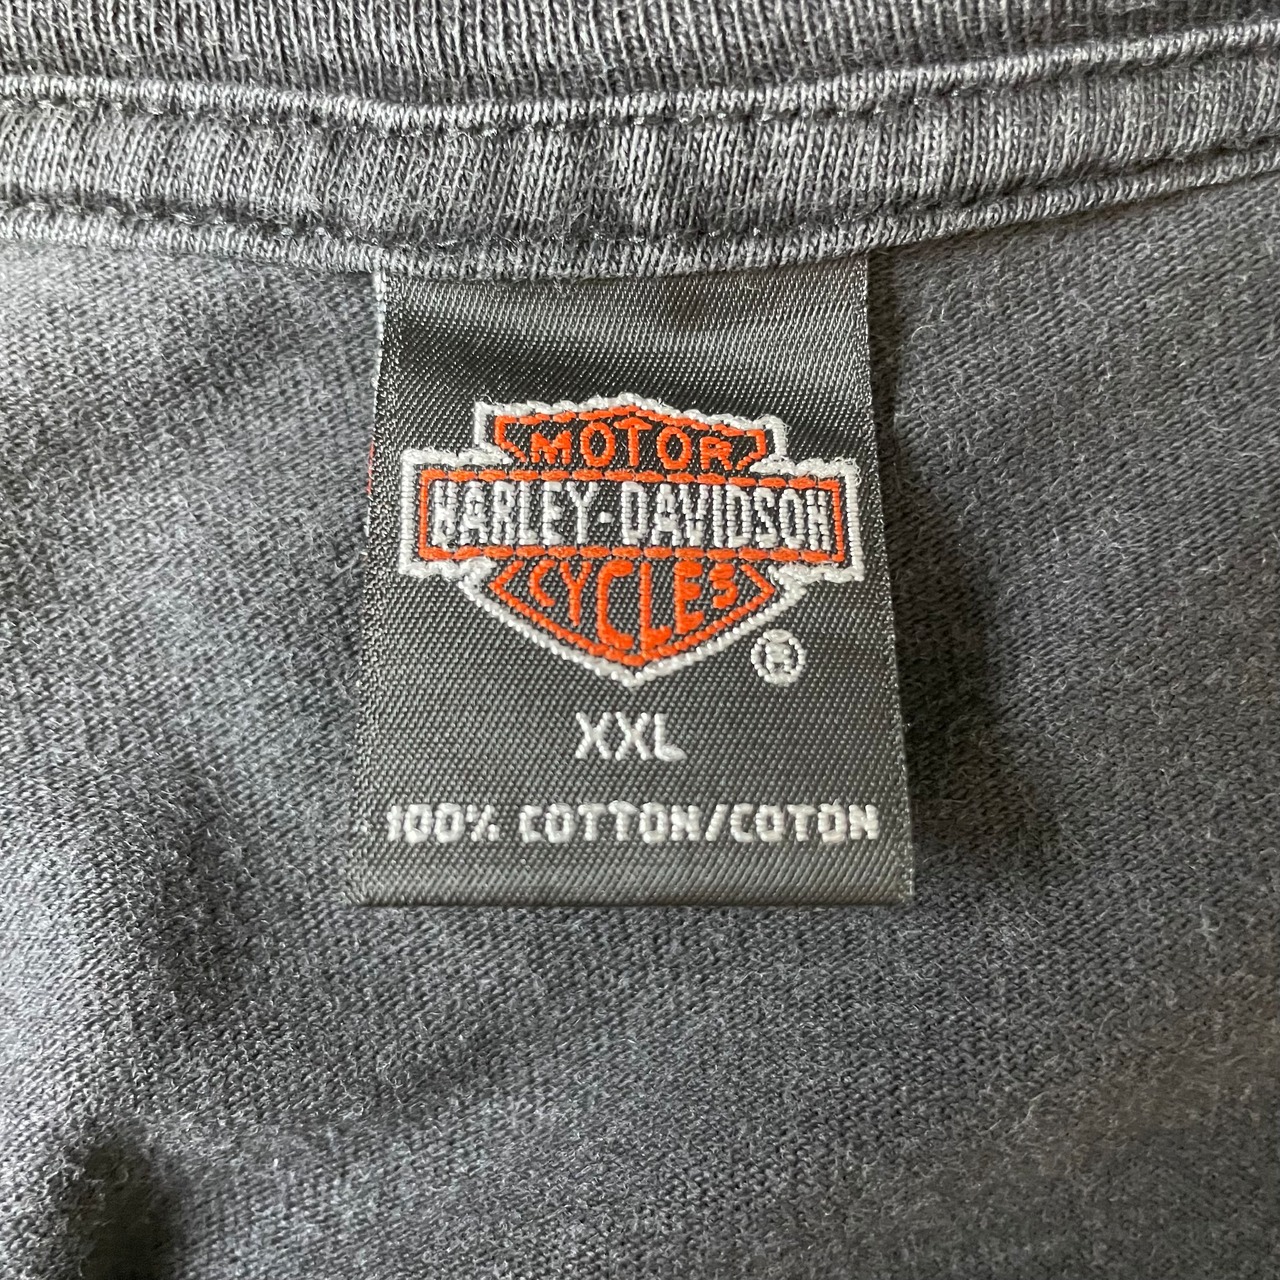 MOTOR
HARLEY-DAVIDSON
CYCLES
®
XXL
100% COTTON/COTON